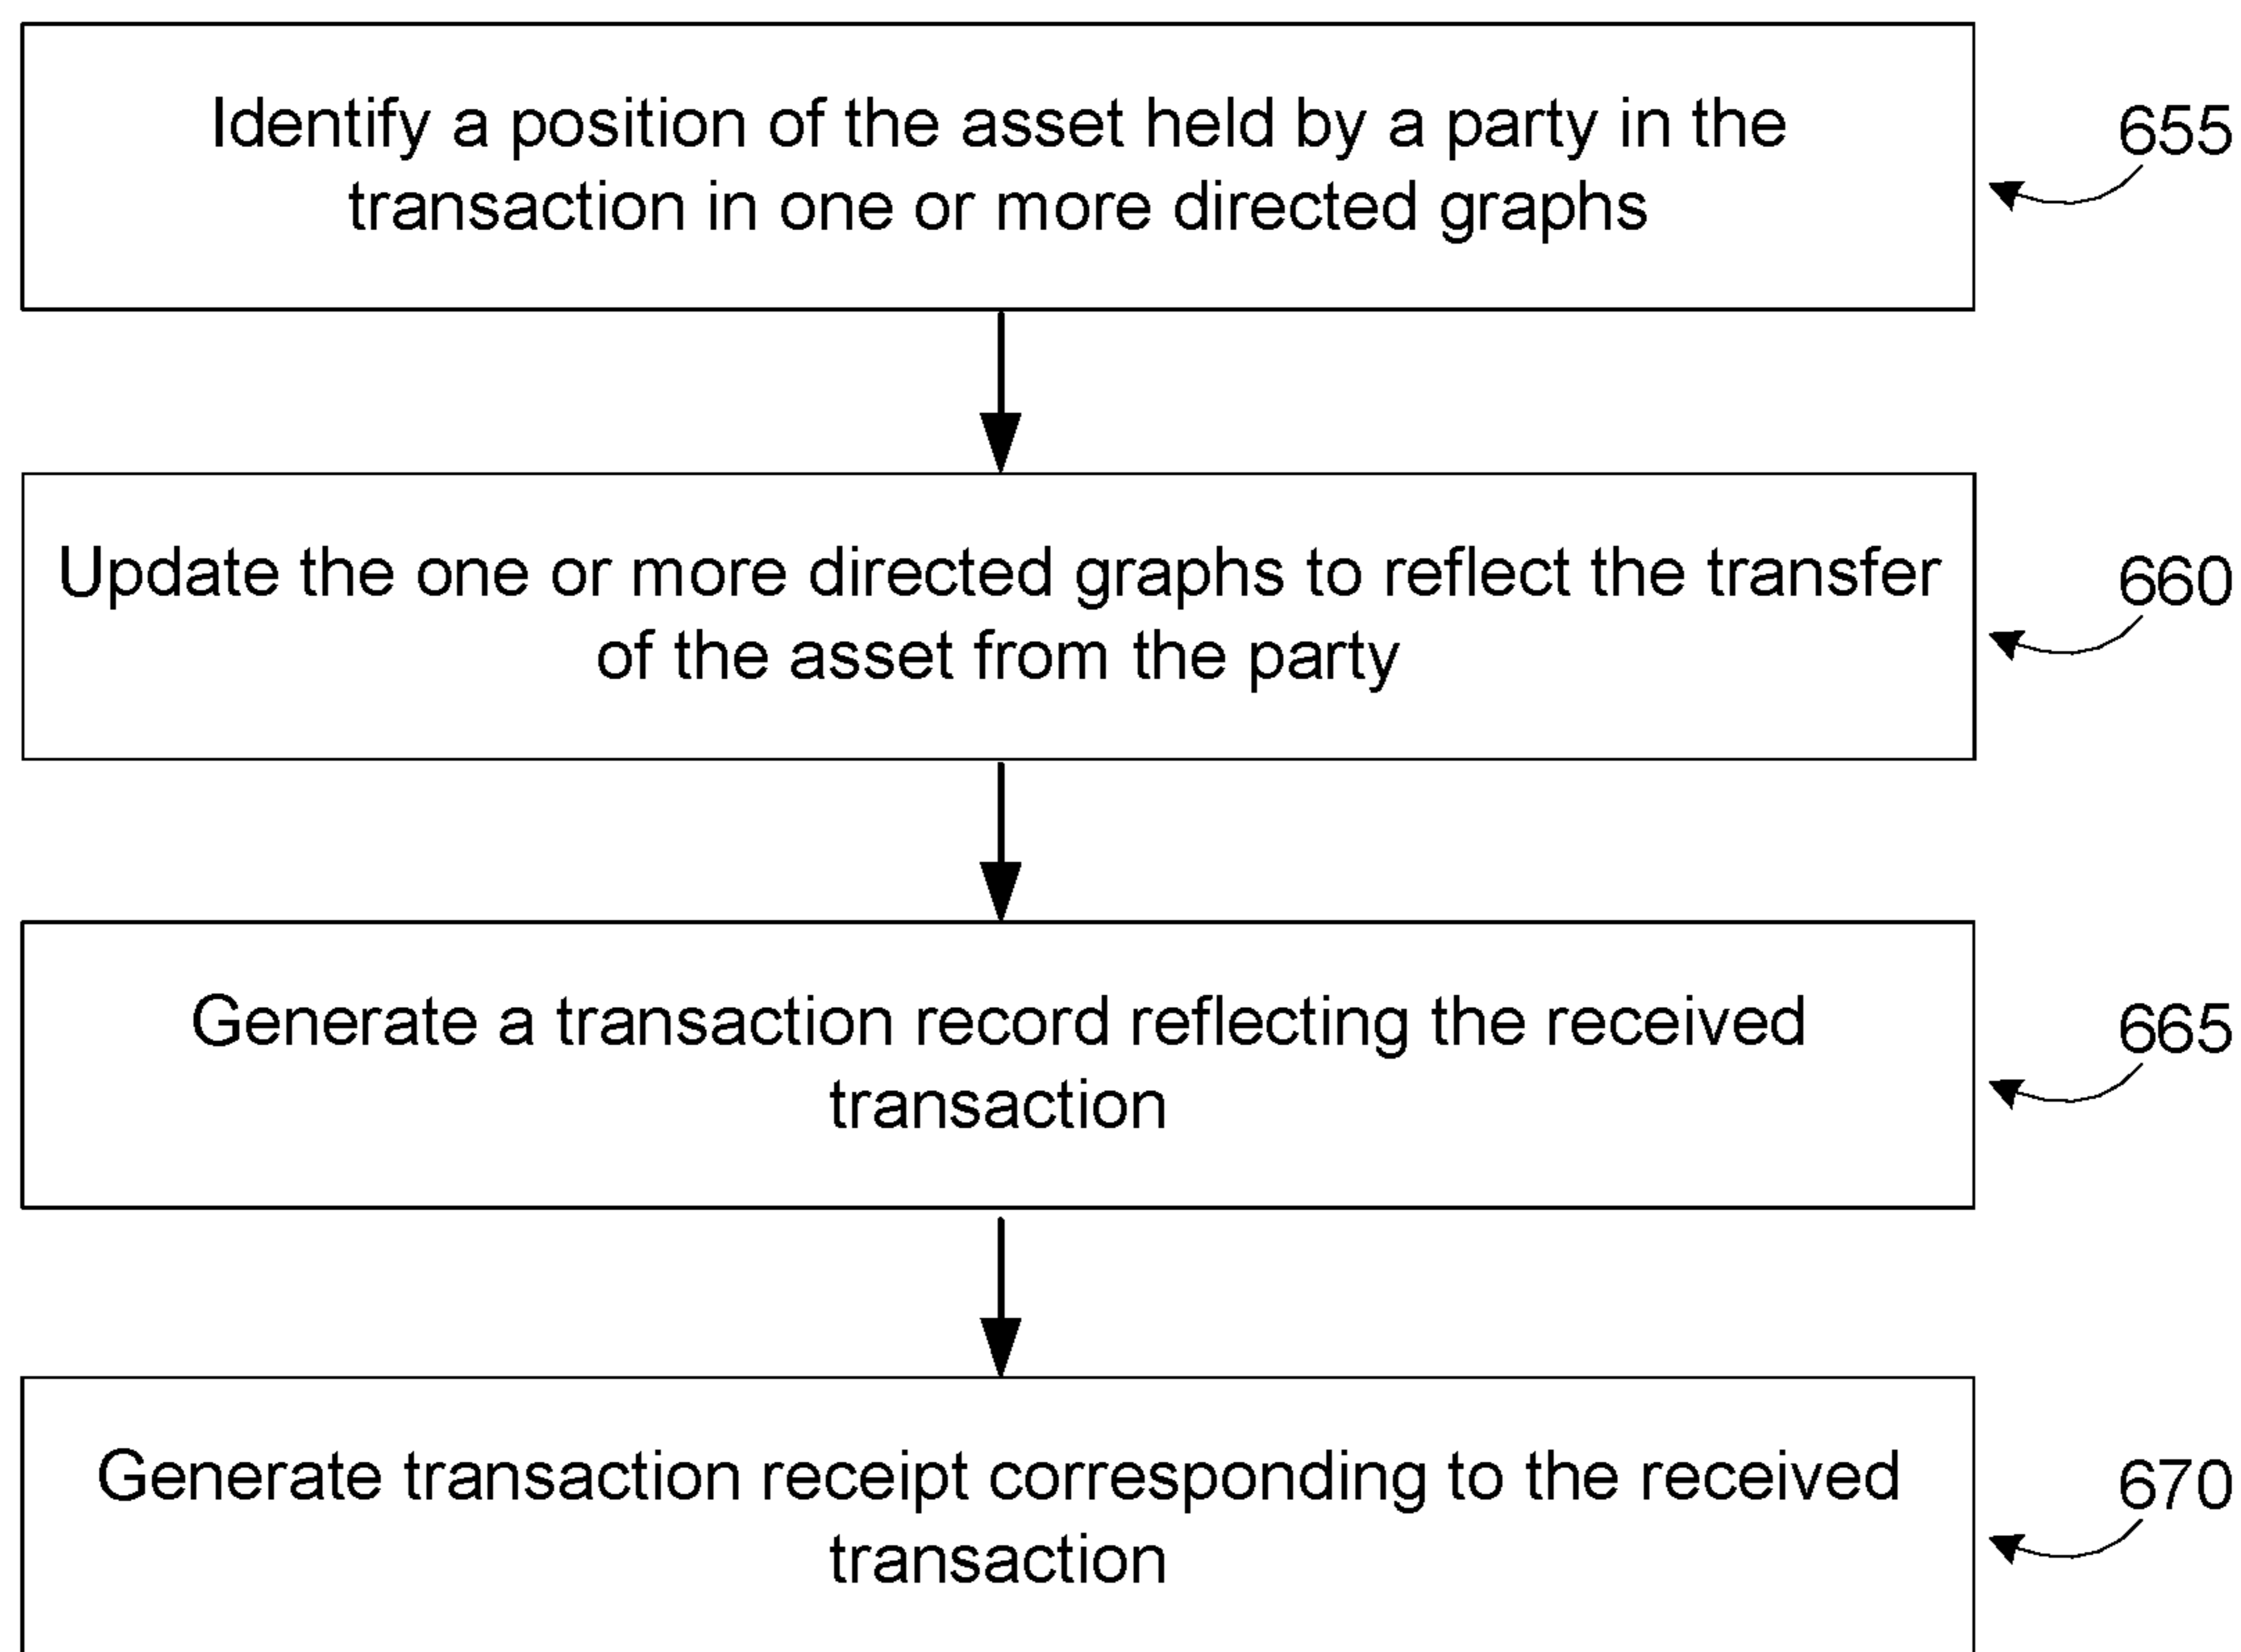 Identify a position of the asset held by a party in the
transaction in one or more directed graphs
655
Update the one or more directed graphs to reflect the transfer
of the asset from the party
660
Generate a transaction record reflecting the received
transaction
665
Generate transaction receipt corresponding to the received
transaction
670